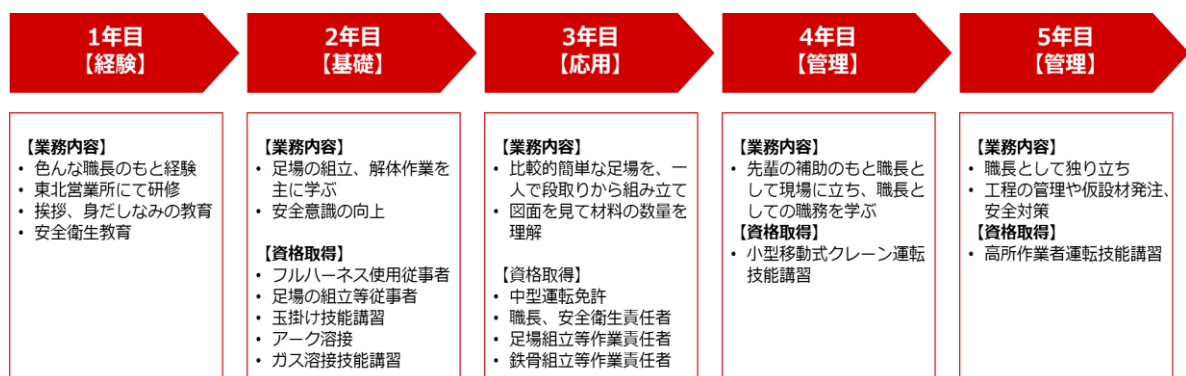 1年目
【経験】
2年目
【基礎】
3年目
【応用】
4年目
【管理】
5年目
【管理】
【業務内容】
・ 色んな職長のもと経験
・ 東北営業所にて研修
・ 挨拶、身だしなみの教育
・ 安全衛生教育
【業務内容】
・ 足場の組立、解体作業を
主に学ぶ
・ 安全意識の向上
【資格取得】
・ フルハーネス使用従事者
・ 足場の組立等従事者
・ 玉掛け技能講習
・ アーク溶接
・ ガス溶接技能講習
【業務内容】
・ 比較的簡単な足場を、一
人で段取りから組み立て
・ 図面を見て材料の数量を
理解
【資格取得】
・ 中型運転免許
・ 職長、安全衛生責任者
・ 足場組立等作業責任者
・ 鉄骨組立等作業責任者
【業務内容】
・ 先輩の補助のもと職長と
して現場に立ち、職長と
しての職務を学ぶ
【資格取得】
・ 小型移動式クレーン運転
技能講習
【業務内容】
・ 職長として独り立ち
・ 工程の管理や仮設材発注、
安全対策
【資格取得】
・ 高所作業者運転技能講習